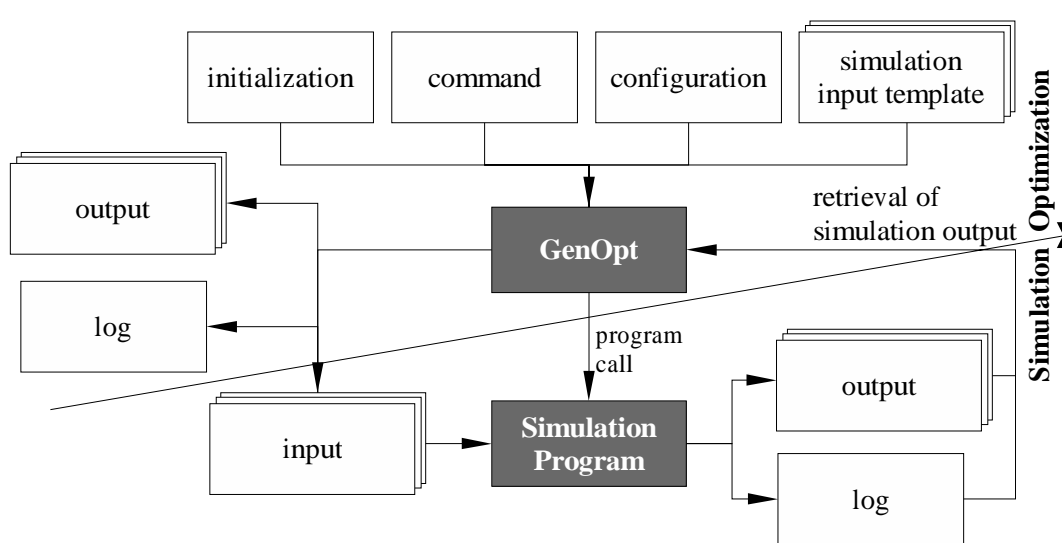 initialization
command
configuration
simulation
input template
output
retrieval of
simulation output
GenOpt
Simulation Optimization
log
program
call
output
input
Simulation
Program
log